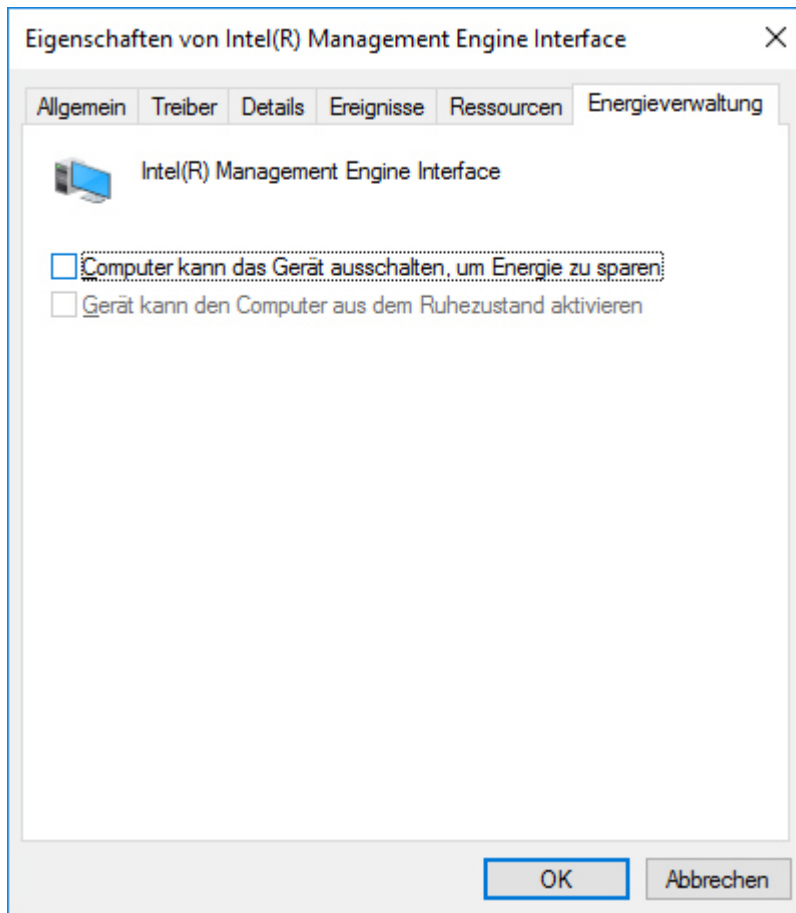 Eigenschaften von Intel(R) Management Engine Interface
Allgemein Treiber Details Ereignisse Ressourcen Energieverwaltung
Intel(R) Management Engine Interface
Computer kann das Gerät ausschalten, um Energie zu sparen
Gerät kann den Computer aus dem Ruhezustand aktivieren
OK Abbrechen